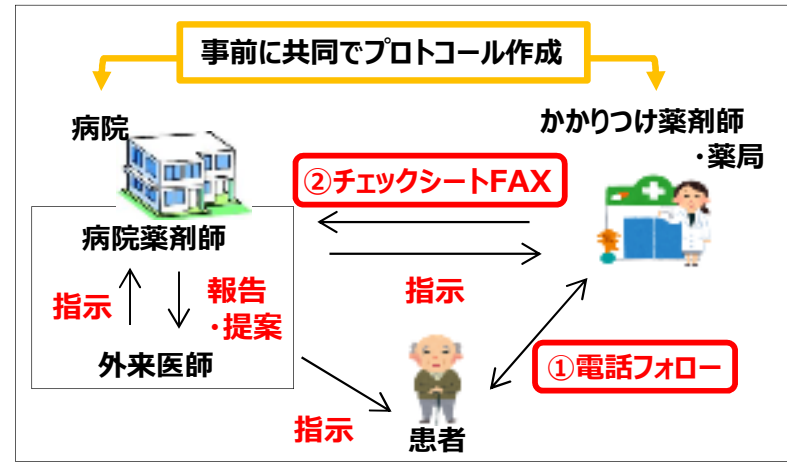 事前に共同でプロトコール作成
病院
かかりつけ薬剤師
・薬局
②チェックシートFAX
病院薬剤師
指示
報告
・提案
指示
外来医師
①電話フォロー
指示
患者